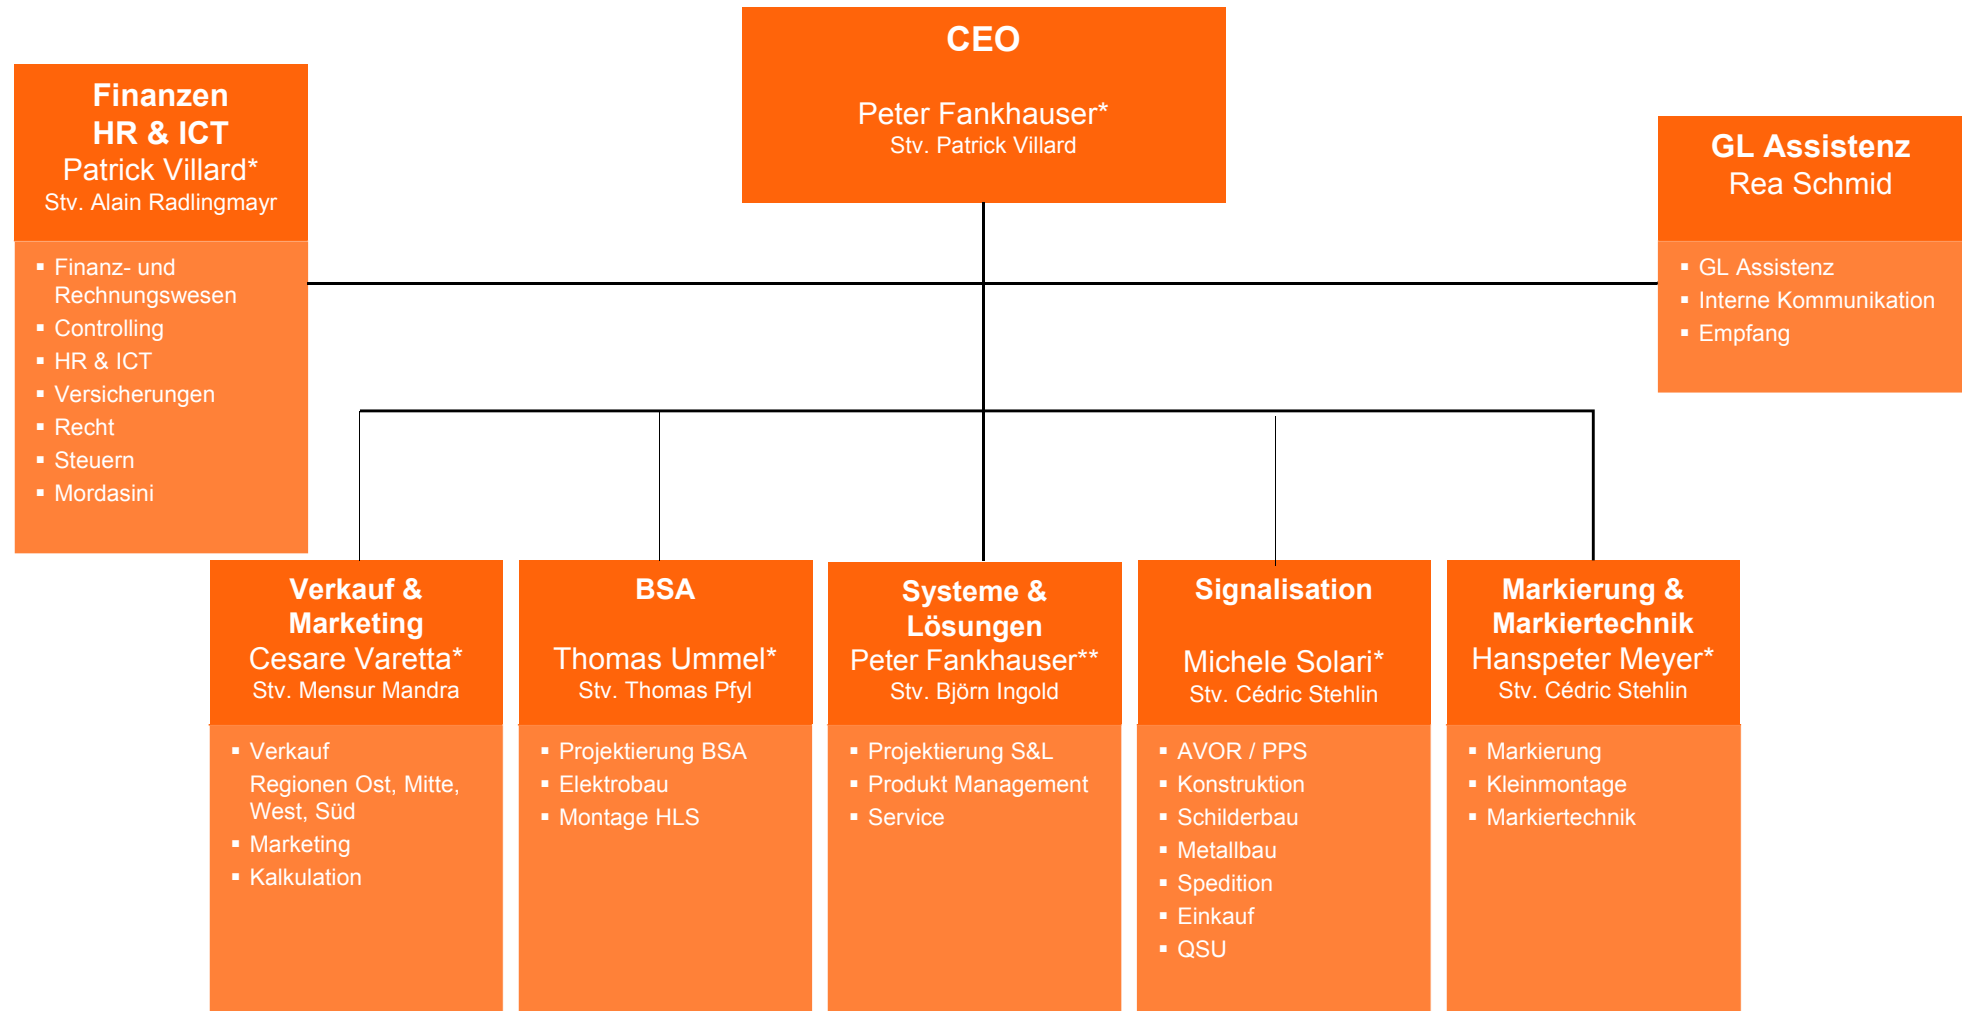 CEO
Peter Fankhauser*
Stv. Patrick Villard
Finanzen
HR & ICT
Patrick Villard*
Stv. Alain Radlingmayr
▪ Finanz- und
Rechnungswesen
▪ Controlling
▪ HR & ICT
▪ Versicherungen
▪ Recht
▪ Steuern
▪ Mordasini
GL Assistenz
Rea Schmid
▪ GL Assistenz
▪ Interne Kommunikation
▪ Empfang
Verkauf &
Marketing
Cesare Varetta*
Stv. Mensur Mandra
▪ Verkauf
Regionen Ost, Mitte,
West, Süd
▪ Marketing
▪ Kalkulation
BSA
Thomas Ummel*
Stv. Thomas Pfyl
▪ Projektierung BSA
▪ Elektrobau
▪ Montage HLS
Systeme &
Lösungen
Peter Fankhauser**
Stv. Björn Ingold
▪ Projektierung S&L
▪ Produkt Management
▪ Service
Signalisation
Michele Solari*
Stv. Cédric Stehlin
▪ AVOR / PPS
▪ Konstruktion
▪ Schilderbau
▪ Metallbau
▪ Spedition
▪ Einkauf
▪ QSU
Markierung &
Markiertechnik
Hanspeter Meyer*
Stv. Cédric Stehlin
▪ Markierung
▪ Kleinmontage
▪ Markiertechnik